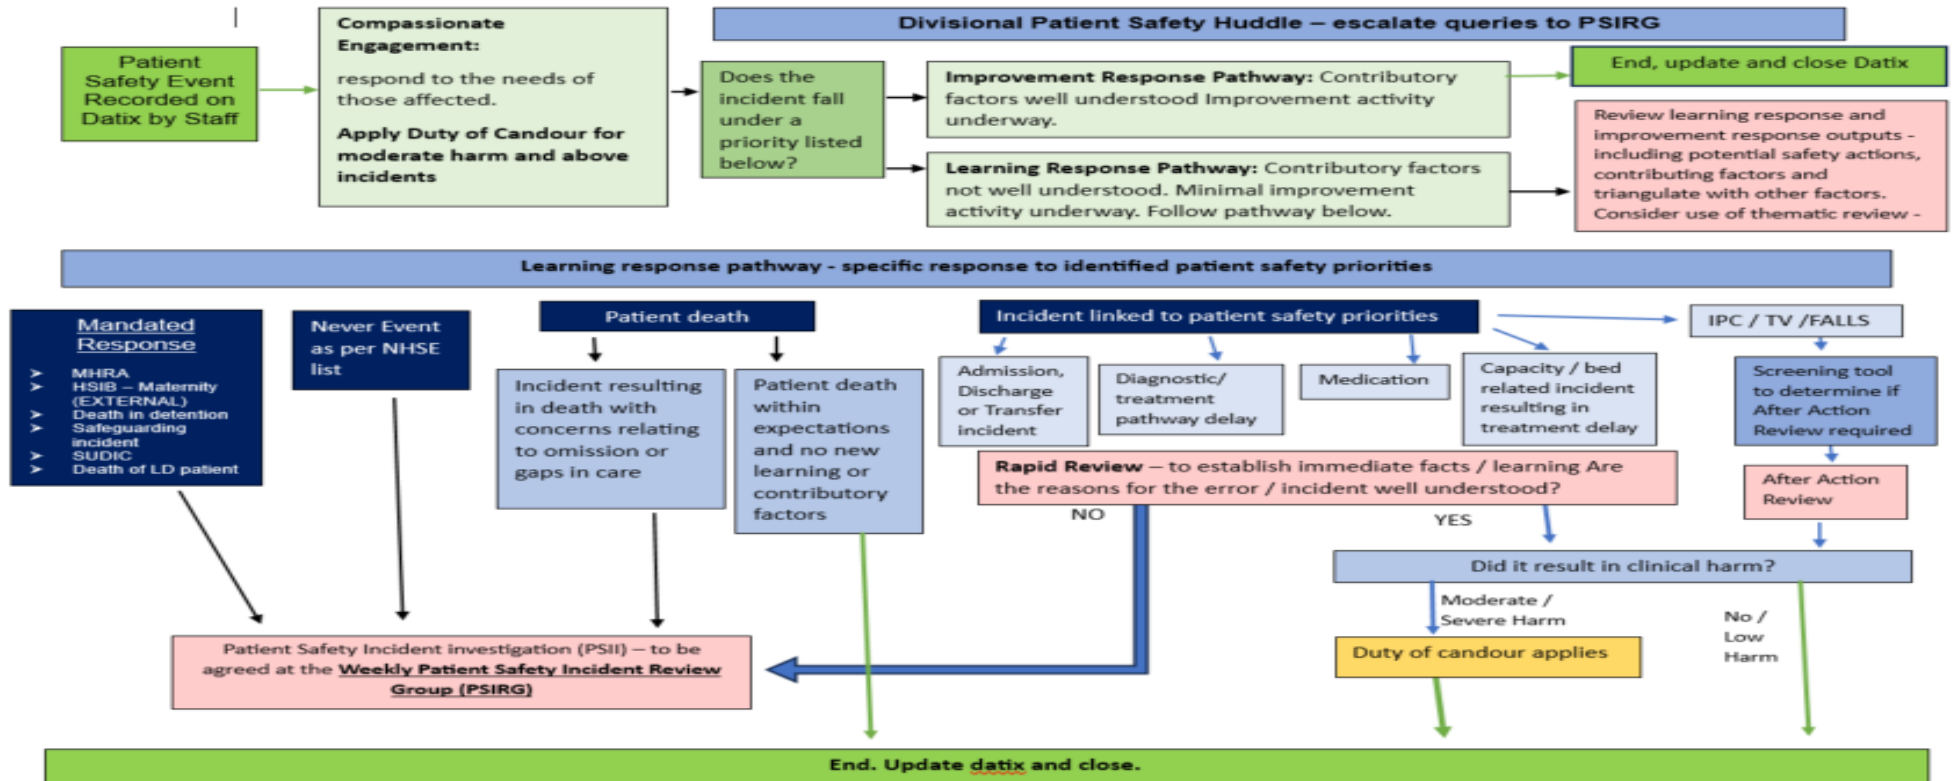 Patient
Safety Event
Recorded on
Datix by Staff
Compassionate
Engagement:
respond to the needs of
those affected.
Apply Duty of Candour for
moderate harm and above
incidents
Divisional Patient Safety Huddle – escalate queries to PSIRG
Does the
incident fall
under a
priority listed
below?
Improvement Response Pathway: Contributory
factors well understood Improvement activity
underway.
Learning Response Pathway: Contributory factors
not well understood. Minimal improvement
activity underway. Follow pathway below.
End, update and close Datix
Review learning response and
improvement response outputs -
including potential safety actions,
contributing factors and
triangulate with other factors.
Consider use of thematic review -
Learning response pathway - specific response to identified patient safety priorities
Mandated
Response
➤ MHRA
➤ HSIB – Maternity
(EXTERNAL)
➤ Death in detention
➤ Safeguarding
incident
➤ SUDIC
➤ Death of LD patient
Never Event
as per NHSE
list
Patient death
Incident resulting
in death with
concerns relating
to omission or
gaps in care
Patient death
within
expectations
and no new
learning or
contributory
factors
Incident linked to patient safety priorities
Admission,
Discharge
or Transfer
incident
Diagnostic/
treatment
pathway delay
Medication
Capacity / bed
related incident
resulting in
treatment delay
IPC / TV /FALLS
Screening tool
to determine if
After Action
Review required
After Action
Review
Rapid Review – to establish immediate facts / learning Are
the reasons for the error / incident well understood?
NO
YES
Did it result in clinical harm?
Moderate /
Severe Harm
No /
Low
Harm
Duty of candour applies
Patient Safety Incident investigation (PSII) – to be
agreed at the Weekly Patient Safety Incident Review
Group (PSIRG)
End. Update datix and close.